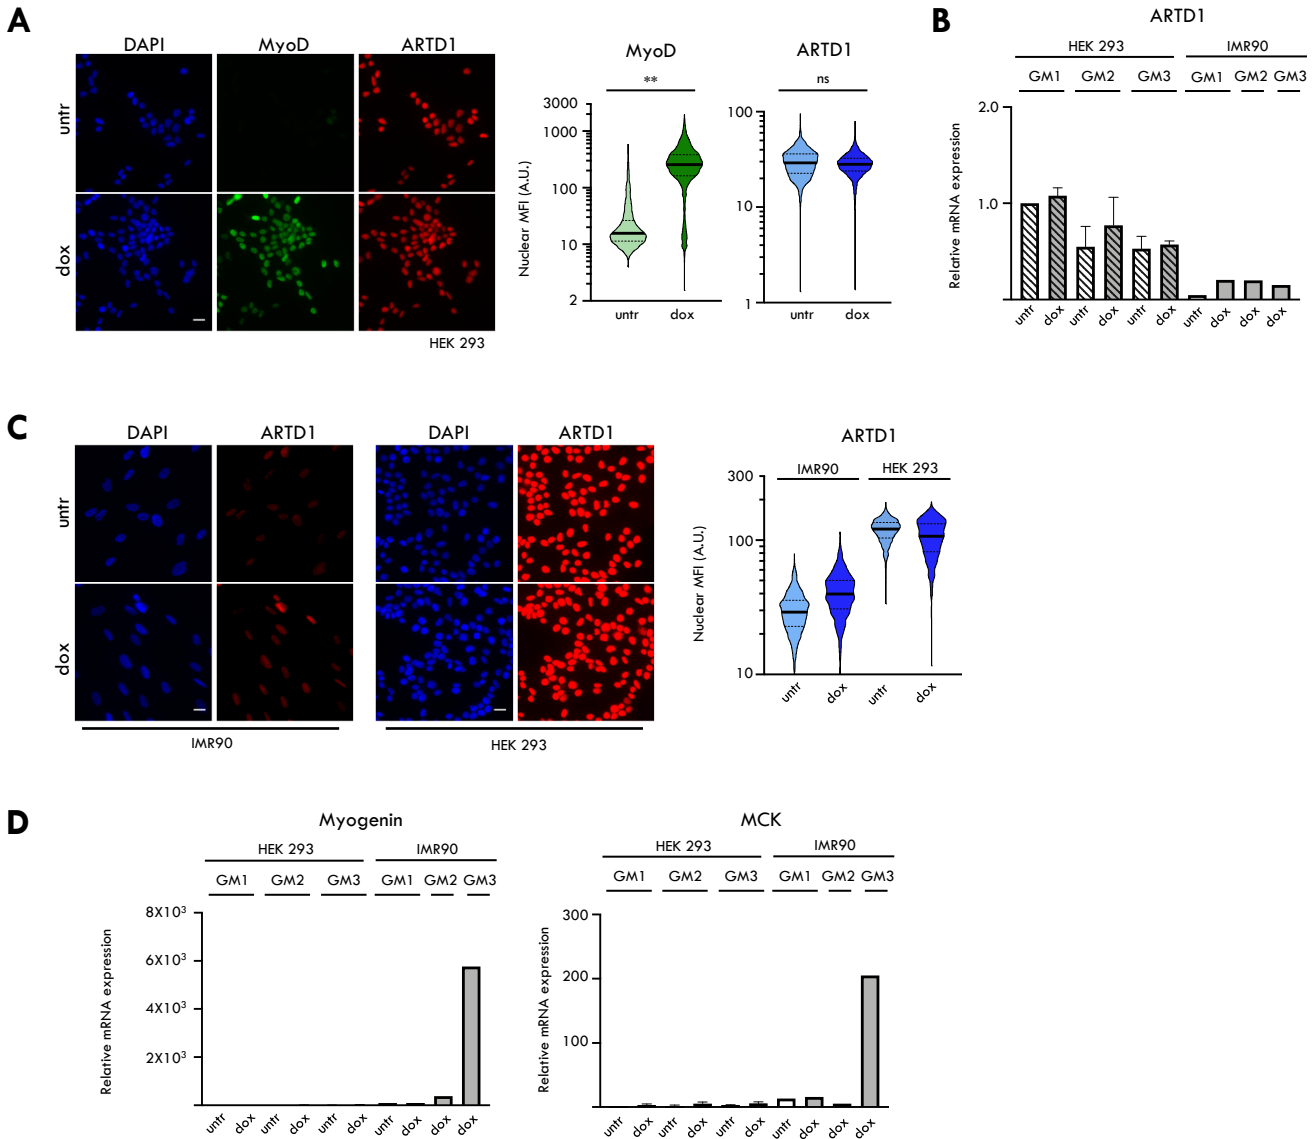 A
DAPI MyoD ARTD1
untr
dox
HEK 293
MyoD
**
Nuclear MFI (A.U.)
3000
1000
100
10
2
untr dox
ARTD1
ns
100
10
1
untr dox
B
ARTD1
HEK 293 IMR90
GM1 GM2 GM3 GM1 GM2 GM3
Relative mRNA expression
2.0
1.0
untr dox untr dox untr dox untr dox dox dox
C
DAPI ARTD1 DAPI ARTD1
untr
dox
IMR90 HEK 293
ARTD1
IMR90 HEK 293
Nuclear MFI (A.U.)
300
100
10
untr dox untr dox
D
Myogenin
HEK 293 IMR90
GM1 GM2 GM3 GM1 GM2 GM3
Relative mRNA expression
8X10³
6X10³
4X10³
2X10³
untr dox untr dox untr dox untr dox dox dox
MCK
HEK 293 IMR90
GM1 GM2 GM3 GM1 GM2 GM3
Relative mRNA expression
300
200
100
untr dox untr dox untr dox untr dox dox dox